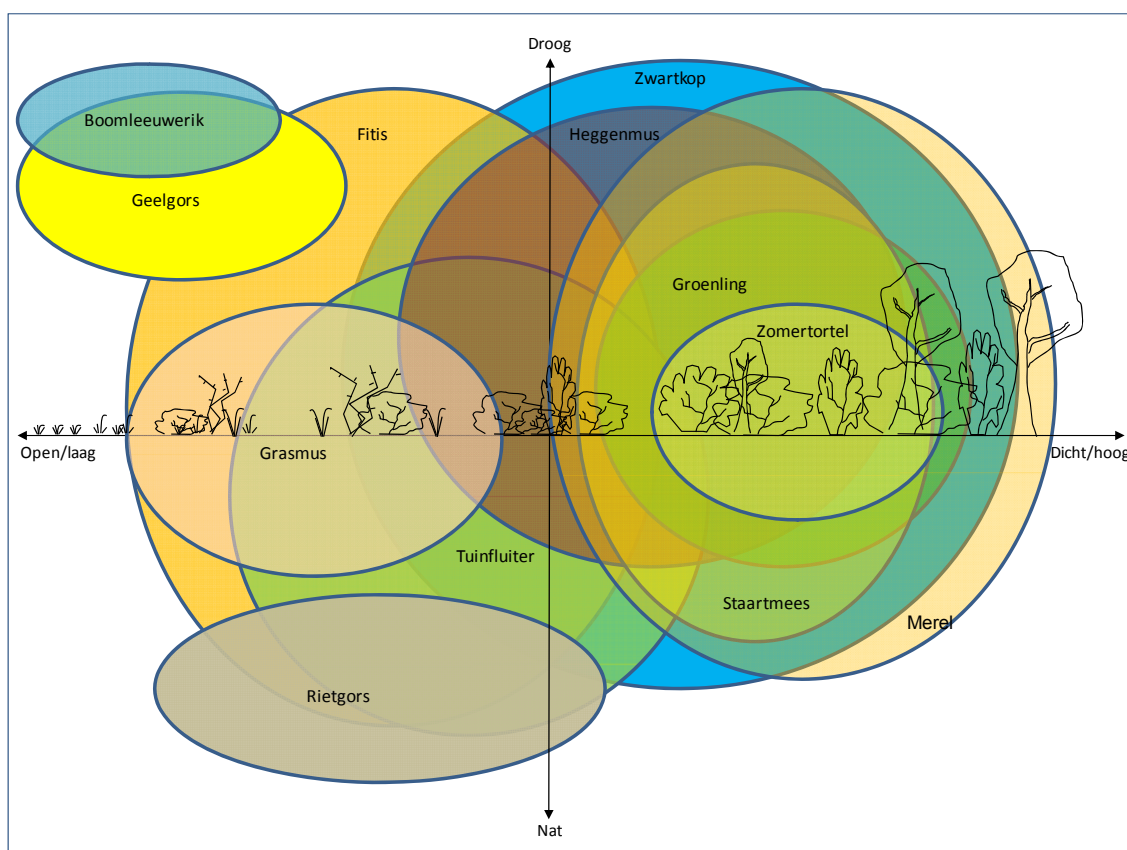 Droog
Zwartkop
Boomleeuwerik
Fitis
Heggenmus
Geelgors
Groenling
Zomertortel
Open/laag
Grasmus
Dicht/hoog
Tuinfluiter
Staartmees
Merel
Rietgors
Nat